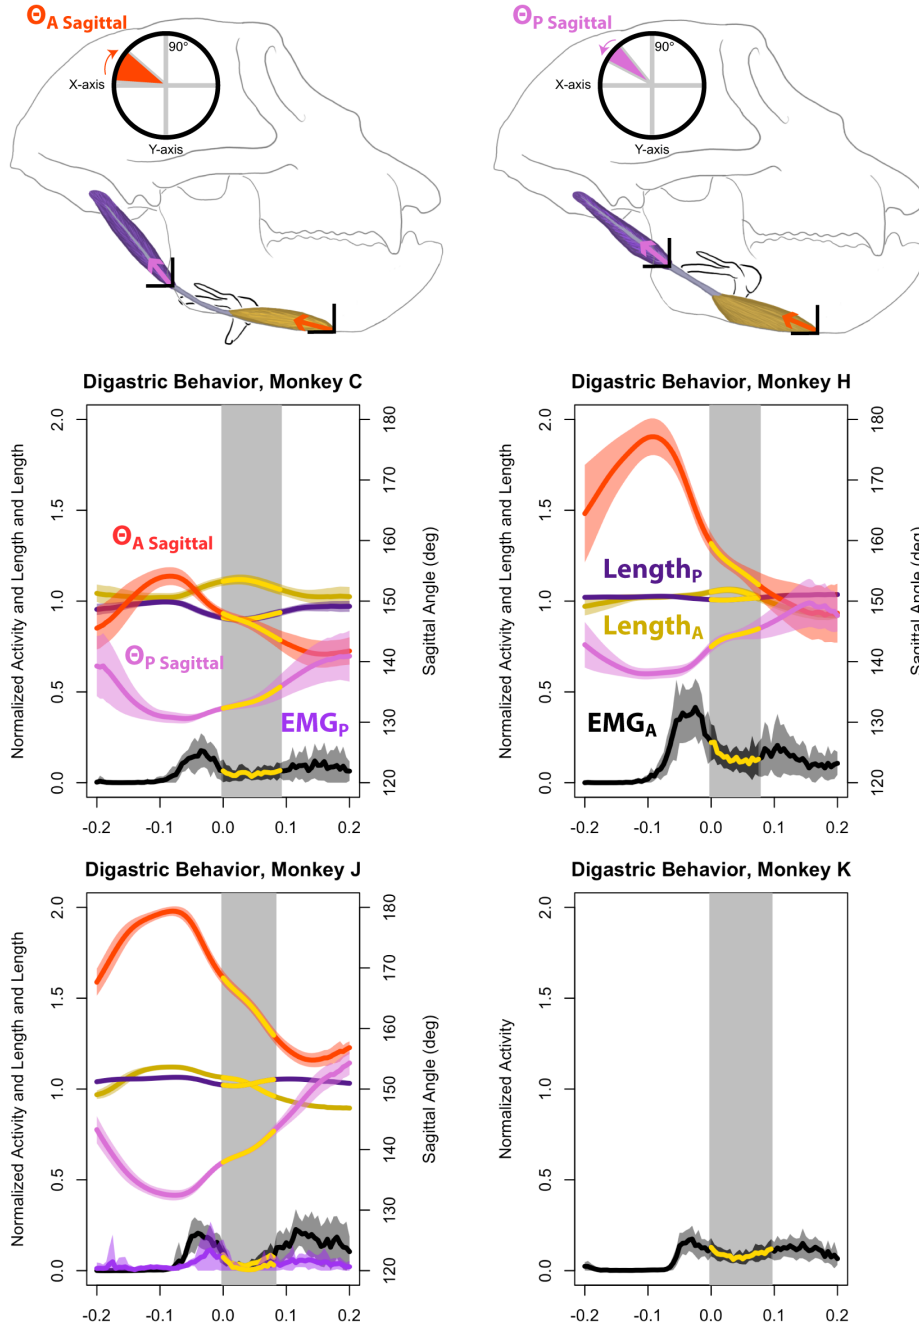 ΘA Sagittal
90°
X-axis
Y-axis
ΘP Sagittal
90°
X-axis
Y-axis
Digastric Behavior, Monkey C
Normalized Activity and Length
2.0
1.5
1.0
0.5
0.0
ΘA Sagittal
ΘP Sagittal
EMGP
180
170
160
150
140
130
120
Sagittal Angle (deg)
-0.2 -0.1 0.0 0.1 0.2
Digastric Behavior, Monkey H
Normalized Activity and Length
2.0
1.5
1.0
0.5
0.0
LengthP
LengthA
EMGA
180
170
160
150
140
130
120
Sagittal Angle (deg)
-0.2 -0.1 0.0 0.1 0.2
Digastric Behavior, Monkey J
Normalized Activity and Length
2.0
1.5
1.0
0.5
0.0
180
170
160
150
140
130
120
Sagittal Angle (deg)
-0.2 -0.1 0.0 0.1 0.2
Digastric Behavior, Monkey K
Normalized Activity
2.0
1.5
1.0
0.5
0.0
-0.2 -0.1 0.0 0.1 0.2